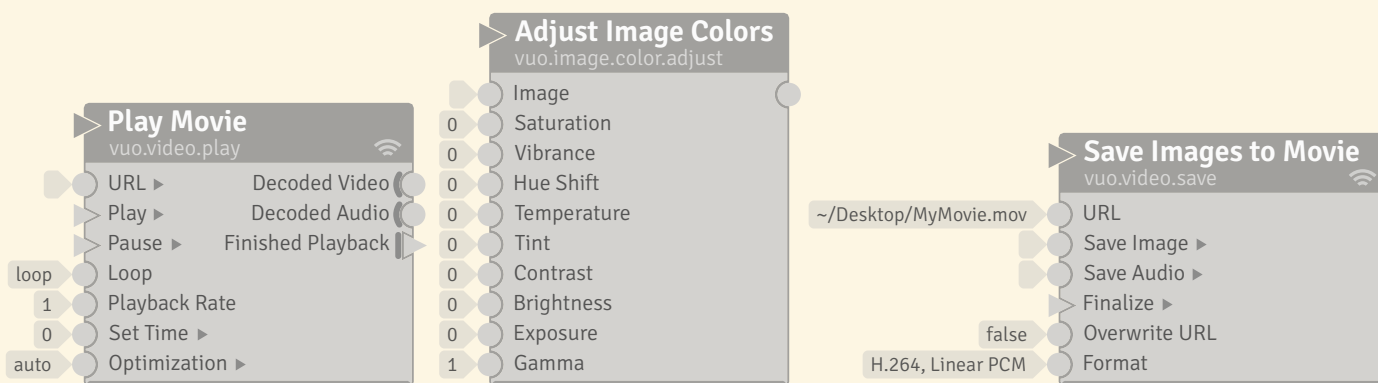 Play Movie
vuo.video.play
URL Decoded Video
Play Decoded Audio
Pause Finished Playback
loop Loop
1 Playback Rate
0 Set Time
auto Optimization
Adjust Image Colors
vuo.image.color.adjust
Image
0 Saturation
0 Vibrance
0 Hue Shift
0 Temperature
0 Tint
0 Contrast
0 Brightness
0 Exposure
1 Gamma
Save Images to Movie
vuo.video.save
~/Desktop/MyMovie.mov URL
Save Image
Save Audio
Finalize
false Overwrite URL
H.264, Linear PCM Format